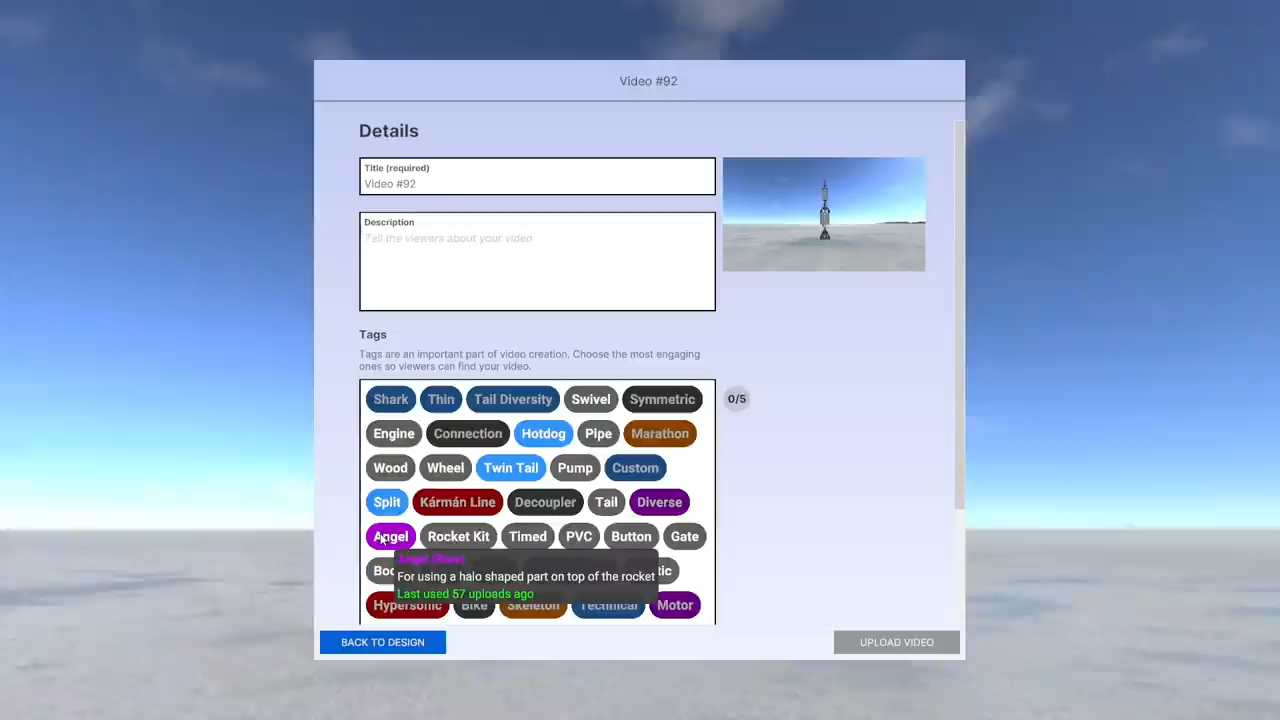 Video #92
Details
Title (required)
Video #92
Description
Tell the viewers about your video
Tags
Tags are an important part of video creation. Choose the most engaging
ones so viewers can find your video.
Shark Thin Tail Diversity Swivel Symmetric
0/5
Engine Connection Hotdog Pipe Marathon
Wood Wheel Twin Tail Pump Custom
Split Kármán Line Decoupler Tail Diverse
Angel Rocket Kit Timed PVC Button Gate
Angel (Rare)
For using a halo shaped part on top of the rocket
Last used 57 uploads ago
Hypersonic Bike Skeleton Technical Motor
BACK TO DESIGN
UPLOAD VIDEO